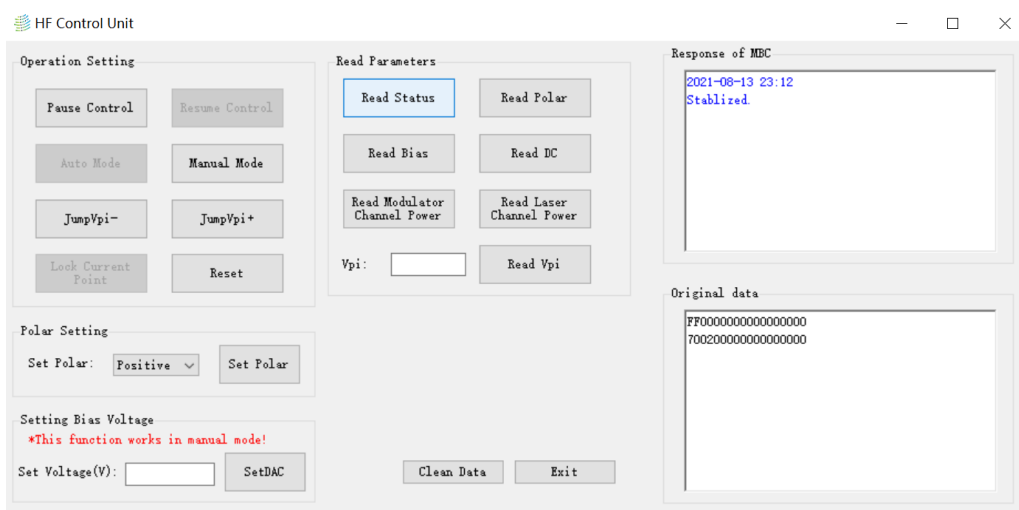 HF Control Unit
Operation Setting
Pause Control
Resume Control
Auto Mode
Manual Mode
JumpVpi-
JumpVpi+
Lock Current
Point
Reset
Polar Setting
Set Polar:
Positive
Set Polar
Setting Bias Voltage
*This function works in manual mode!
Set Voltage(V):
SetDAC
Read Parameters
Read Status
Read Polar
Read Bias
Read DC
Read Modulator
Channel Power
Read Laser
Channel Power
Vpi:
Read Vpi
Clean Data
Exit
Response of MBC
2021-08-13 23:12
Stablized.
Original data
FF0000000000000000
700200000000000000